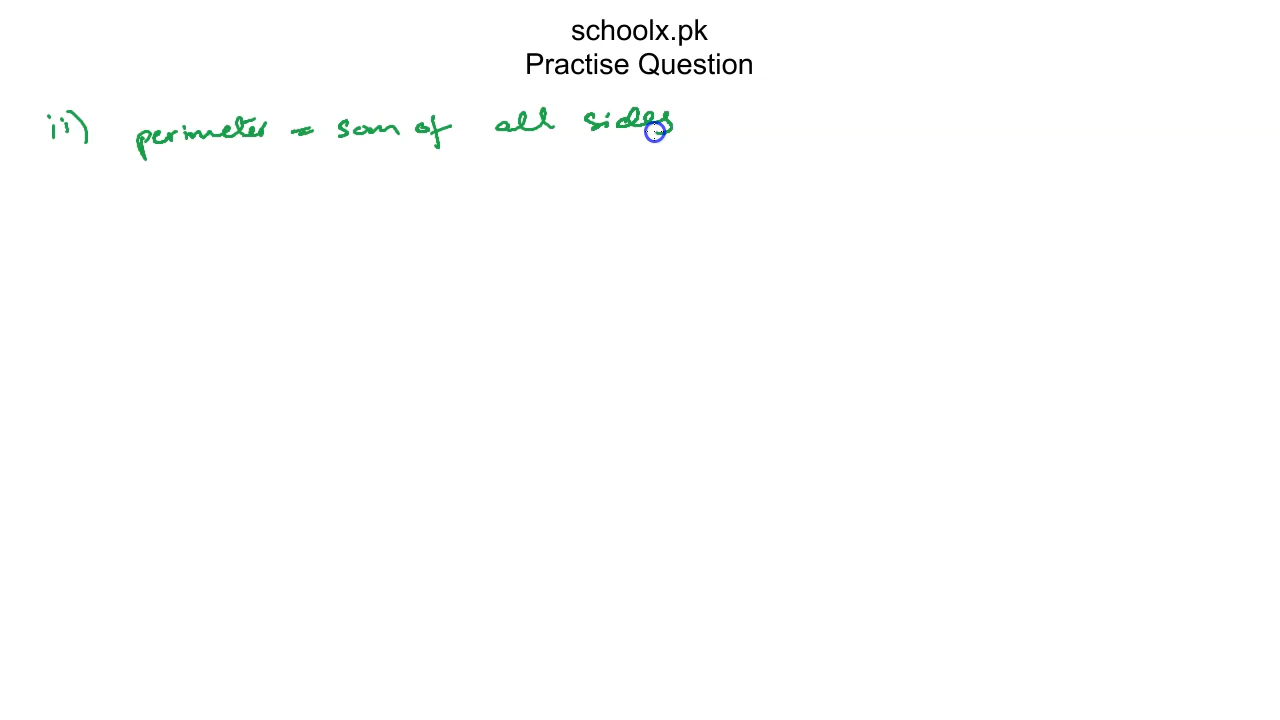 schoolx.pk
Practise Question
ii) perimeter = sum of all sides